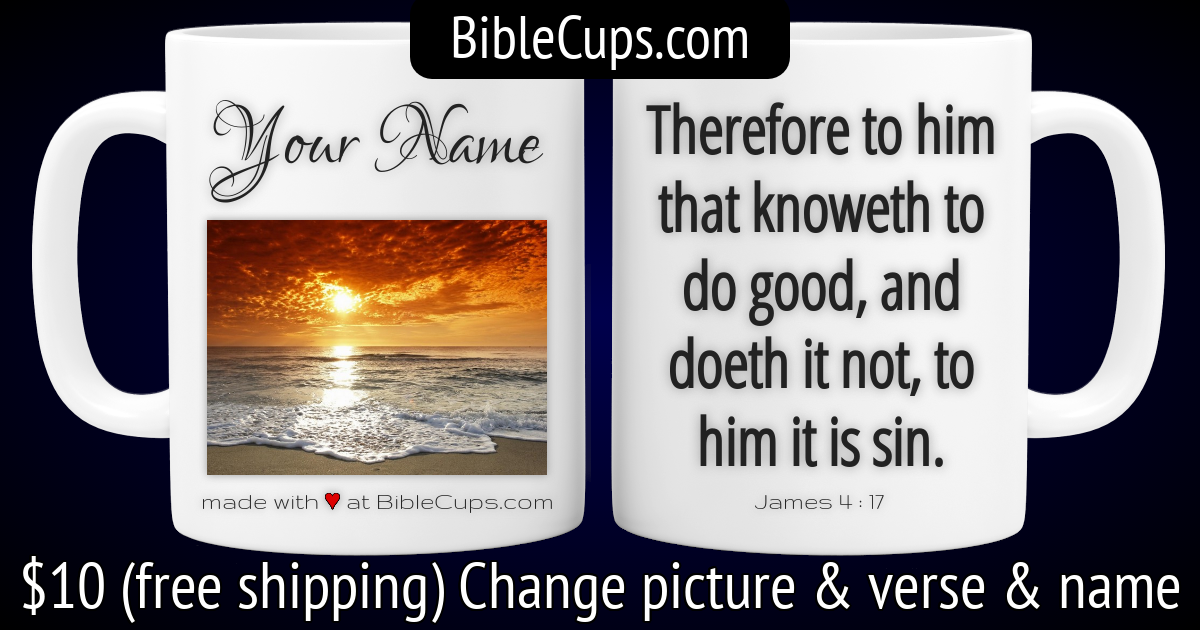 BibleCups.com
Your Name
made with ♥ at BibleCups.com
Therefore to him
that knoweth to
do good, and
doeth it not, to
him it is sin.
James 4 : 17
$10 (free shipping) Change picture & verse & name